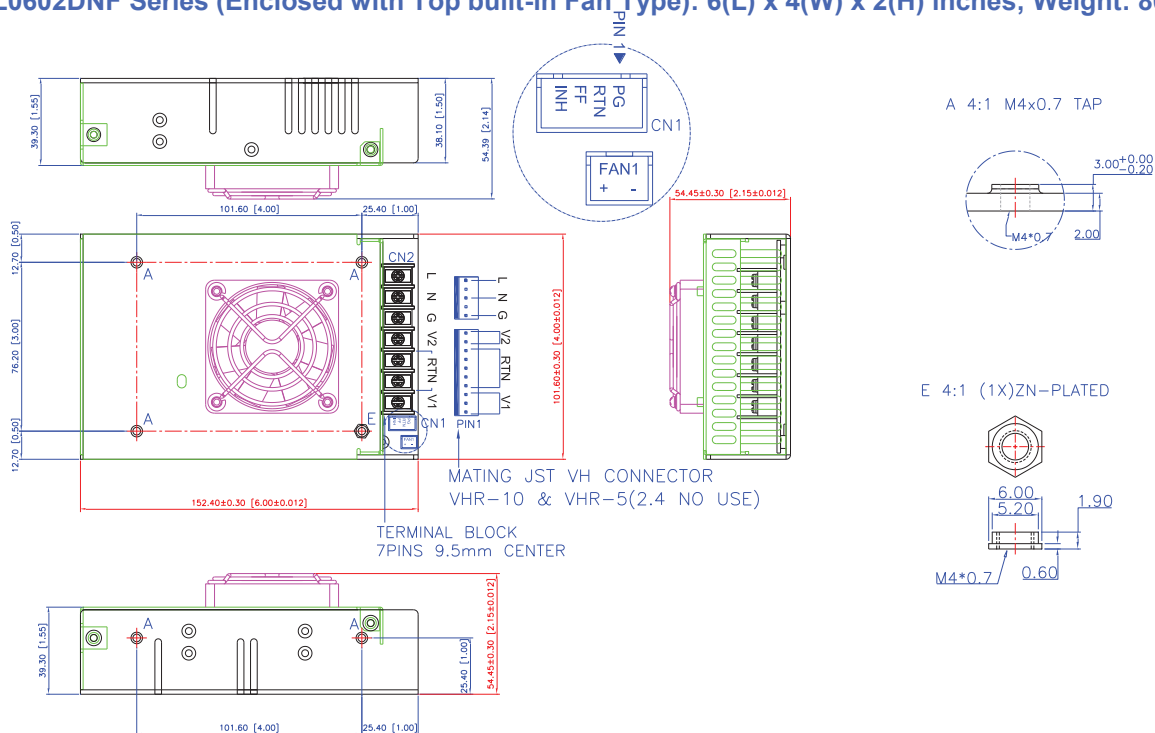 L0602DNF Series (Enclosed with Top built-in Fan Type): 6(L) x 4(W) x 2(H) inches, Weight: 8
PIN 1
PG
RTN
FF
INH
CN1
FAN1
+ -
39.30 [1.55]
38.10 [1.50]
54.39 [2.14]
A 4:1 M4x0.7 TAP
3.00+0.00
-0.20
M4*0.7
2.00
101.60 [4.00]
25.40 [1.00]
54.45±0.30 [2.15±0.012]
12.70 [0.50]
76.20 [3.00]
12.70 [0.50]
A
A
A
E
CN2
L
N
G
V2
RTN
V1
L
N
G
V2
RTN
V1
CN1
PIN1
101.60±0.30 [4.00±0.012]
152.40±0.30 [6.00±0.012]
MATING JST VH CONNECTOR
VHR-10 & VHR-5(2.4 NO USE)
TERMINAL BLOCK
7PINS 9.5mm CENTER
E 4:1 (1X)ZN-PLATED
6.00
5.20
1.90
M4*0.7
0.60
39.30 [1.55]
A
A
25.40 [1.00]
54.45±0.30 [2.15±0.012]
101.60 [4.00]
25.40 [1.00]